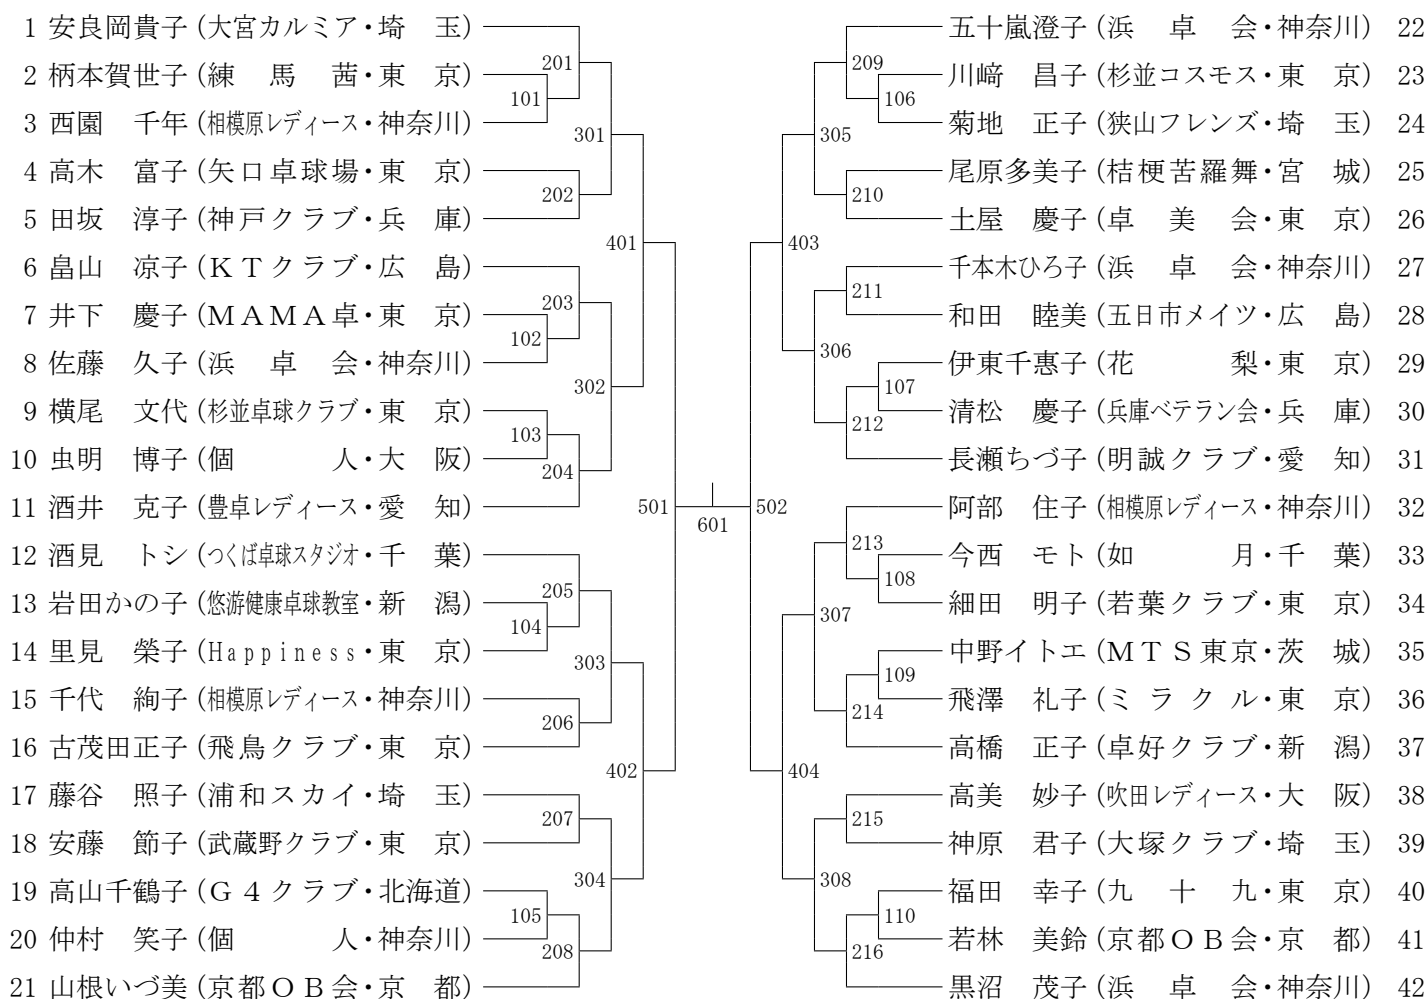 1 安良岡貴子 (大宮カルミア・埼　玉)
2 柄本賀世子 (練　馬　茜・東　京)
3 西園　千年 (相模原レディース・神奈川)
4 高木　富子 (矢口卓球場・東　京)
5 田坂　淳子 (神戸クラブ・兵　庫)
6 畠山　凉子 (ＫＴクラブ・広　島)
7 井下　慶子 (ＭＡＭＡ卓・東　京)
8 佐藤　久子 (浜　卓　会・神奈川)
9 横尾　文代 (杉並卓球クラブ・東　京)
10 虫明　博子 (個　　　人・大　阪)
11 酒井　克子 (豊卓レディース・愛　知)
12 酒見　トシ (つくば卓球スタジオ・千　葉)
13 岩田かの子 (悠游健康卓球教室・新　潟)
14 里見　榮子 (Happiness・東　京)
15 千代　絢子 (相模原レディース・神奈川)
16 古茂田正子 (飛鳥クラブ・東　京)
17 藤谷　照子 (浦和スカイ・埼　玉)
18 安藤　節子 (武蔵野クラブ・東　京)
19 高山千鶴子 (Ｇ４クラブ・北海道)
20 仲村　笑子 (個　　　人・神奈川)
21 山根いづ美 (京都ＯＢ会・京　都)
101
102
103
104
105
201
202
203
204
205
206
207
208
301
302
303
304
401
402
501
601
502
403
404
305
306
307
308
209
210
211
212
213
214
215
216
106
107
108
109
110
五十嵐澄子 (浜　卓　会・神奈川) 22
川﨑　昌子 (杉並コスモス・東　京) 23
菊地　正子 (狭山フレンズ・埼　玉) 24
尾原多美子 (桔梗苦羅舞・宮　城) 25
土屋　慶子 (卓　美　会・東　京) 26
千本木ひろ子 (浜　卓　会・神奈川) 27
和田　睦美 (五日市メイツ・広　島) 28
伊東千惠子 (花　　　梨・東　京) 29
清松　慶子 (兵庫ベテラン会・兵　庫) 30
長瀬ちづ子 (明誠クラブ・愛　知) 31
阿部　住子 (相模原レディース・神奈川) 32
今西　モト (如　　　月・千　葉) 33
細田　明子 (若葉クラブ・東　京) 34
中野イトエ (ＭＴＳ東京・茨　城) 35
飛澤　礼子 (ミ　ラ　ク　ル・東　京) 36
高橋　正子 (卓好クラブ・新　潟) 37
高美　妙子 (吹田レディース・大　阪) 38
神原　君子 (大塚クラブ・埼　玉) 39
福田　幸子 (九　十　九・東　京) 40
若林　美鈴 (京都ＯＢ会・京　都) 41
黒沼　茂子 (浜　卓　会・神奈川) 42